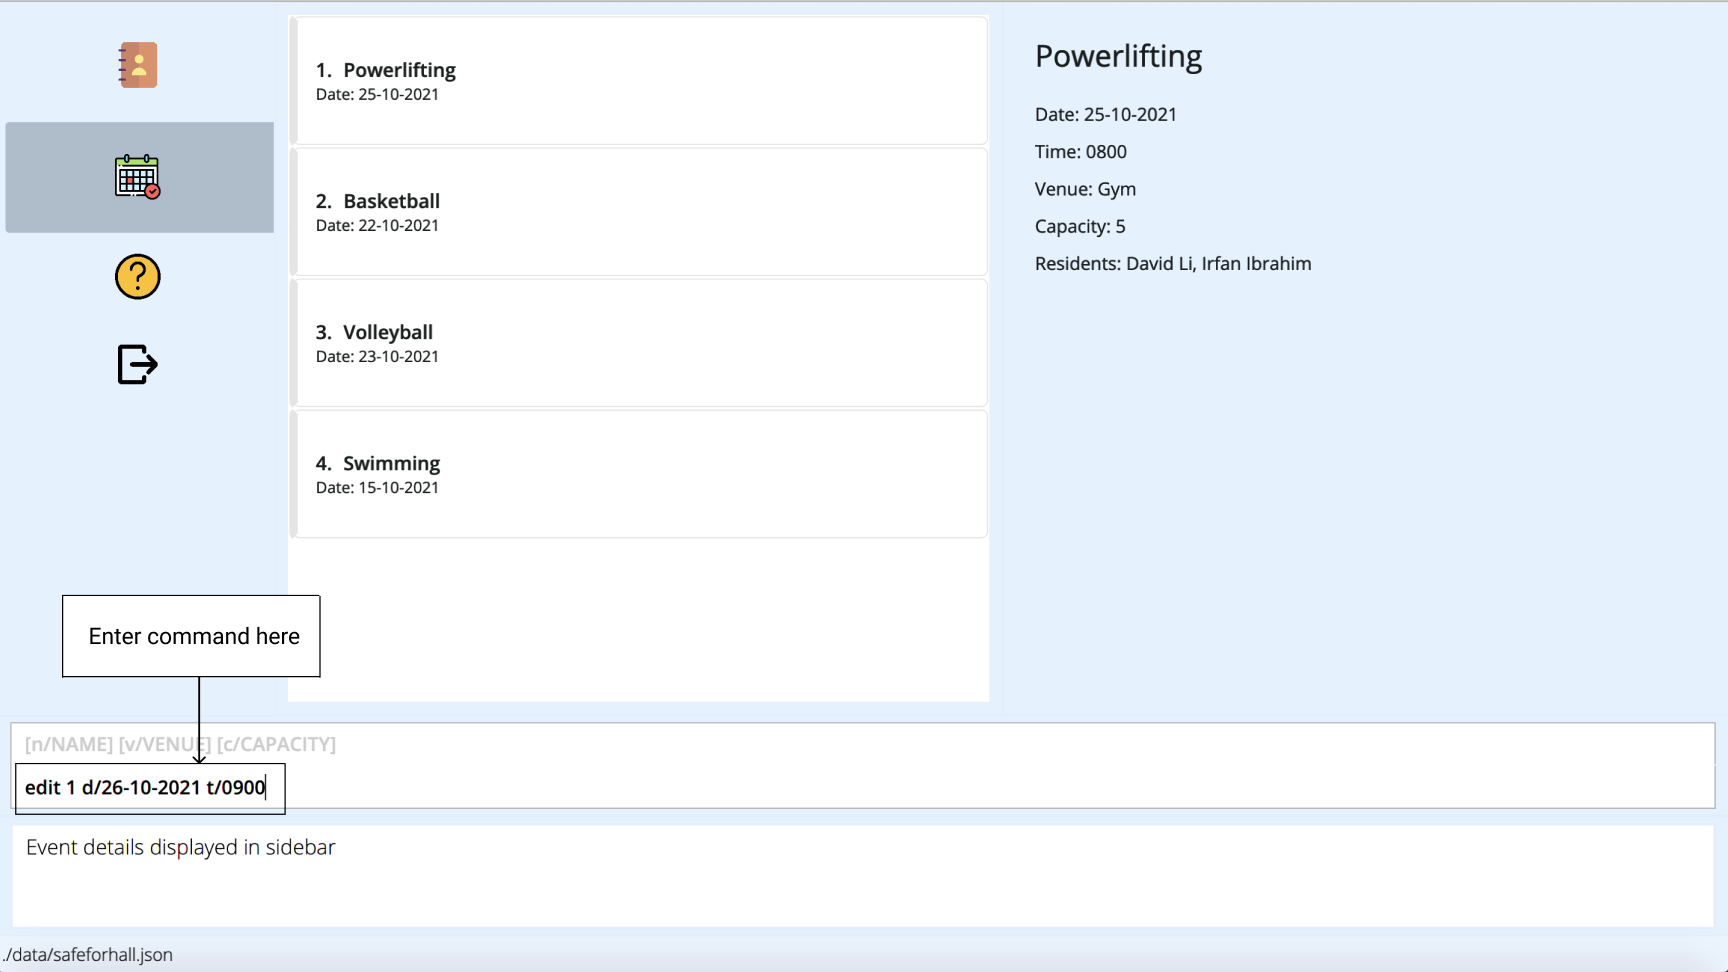 1. Powerlifting
Date: 25-10-2021
2. Basketball
Date: 22-10-2021
3. Volleyball
Date: 23-10-2021
4. Swimming
Date: 15-10-2021
Powerlifting
Date: 25-10-2021
Time: 0800
Venue: Gym
Capacity: 5
Residents: David Li, Irfan Ibrahim
Enter command here
[n/NAME] [v/VENUE] [c/CAPACITY]
edit 1 d/26-10-2021 t/0900
Event details displayed in sidebar
./data/safeforhall.json